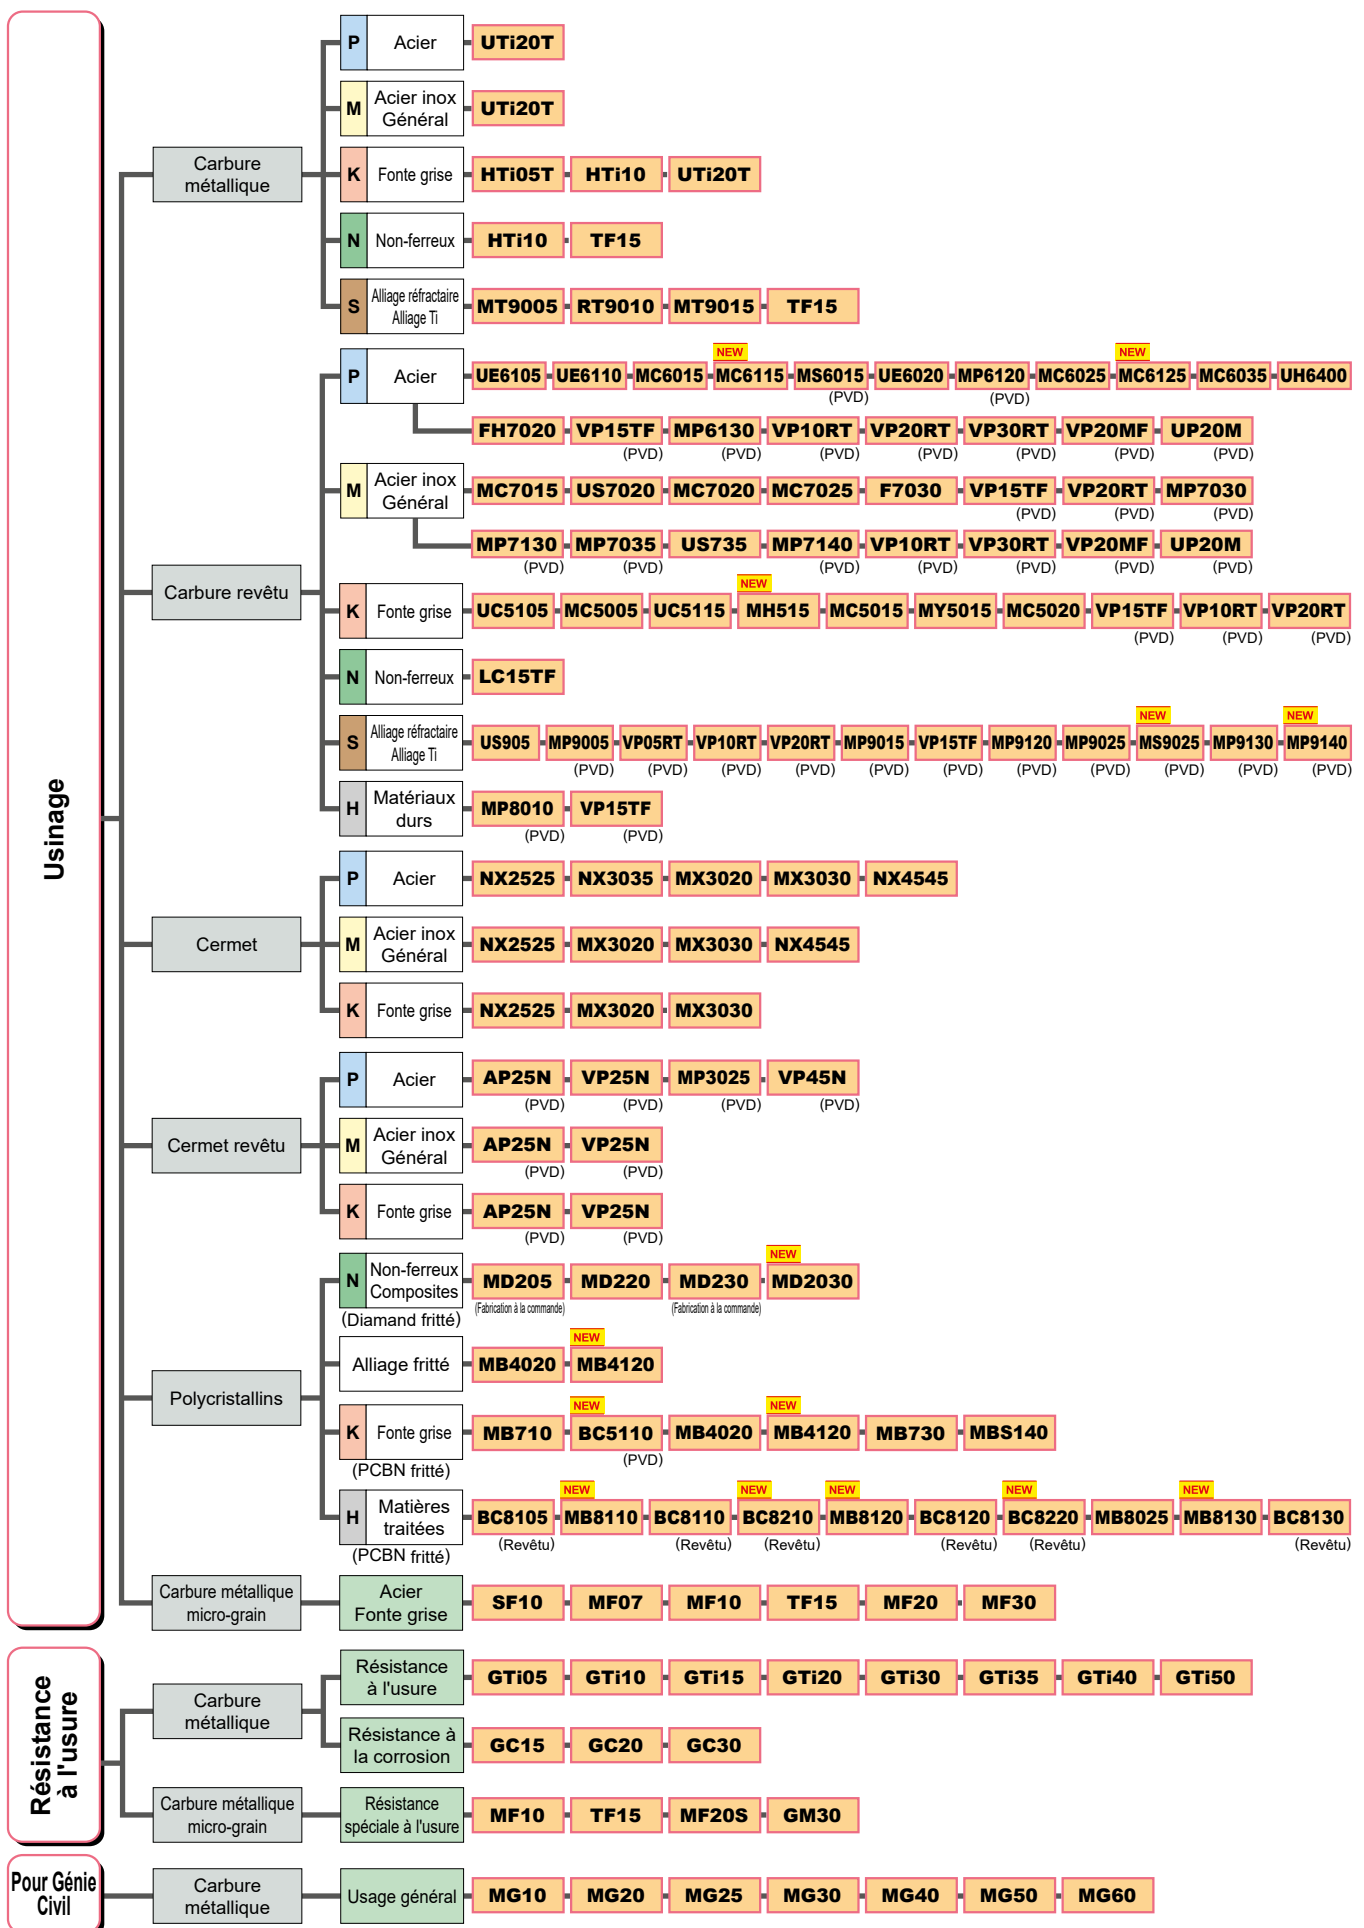 Usinage
Carbure
métallique
P Acier UTi20T
M Acier inox
Général UTi20T
K Fonte grise HTi05T HTi10 UTi20T
N Non-ferreux HTi10 TF15
S Alliage réfractaire
Alliage Ti MT9005 RT9010 MT9015 TF15
Carbure revêtu
NEW NEW
P Acier UE6105 UE6110 MC6015 MC6115 MS6015 UE6020 MP6120 MC6025 MC6125 MC6035 UH6400
(PVD) (PVD)
FH7020 VP15TF MP6130 VP10RT VP20RT VP30RT VP20MF UP20M
(PVD) (PVD) (PVD) (PVD) (PVD) (PVD) (PVD)
M Acier inox
Général MC7015 US7020 MC7020 MC7025 F7030 VP15TF VP20RT MP7030
(PVD) (PVD) (PVD)
MP7130 MP7035 US735 MP7140 VP10RT VP30RT VP20MF UP20M
(PVD) (PVD) (PVD) (PVD) (PVD) (PVD) (PVD)
NEW
K Fonte grise UC5105 MC5005 UC5115 MH515 MC5015 MY5015 MC5020 VP15TF VP10RT VP20RT
(PVD) (PVD) (PVD)
N Non-ferreux LC15TF
NEW NEW
S Alliage réfractaire
Alliage Ti US905 MP9005 VP05RT VP10RT VP20RT MP9015 VP15TF MP9120 MP9025 MS9025 MP9130 MP9140
(PVD) (PVD) (PVD) (PVD) (PVD) (PVD) (PVD) (PVD) (PVD) (PVD) (PVD)
H Matériaux
durs MP8010 VP15TF
(PVD) (PVD)
Cermet
P Acier NX2525 NX3035 MX3020 MX3030 NX4545
M Acier inox
Général NX2525 MX3020 MX3030 NX4545
K Fonte grise NX2525 MX3020 MX3030
Cermet revêtu
P Acier AP25N VP25N MP3025 VP45N
(PVD) (PVD) (PVD) (PVD)
M Acier inox
Général AP25N VP25N
(PVD) (PVD)
K Fonte grise AP25N VP25N
(PVD) (PVD)
Polycristallins
NEW
N Non-ferreux
Composites MD205 MD220 MD230 MD2030
(Diamand fritté) (Fabrication à la commande) (Fabrication à la commande)
NEW
Alliage fritté MB4020 MB4120
NEW NEW
K Fonte grise MB710 BC5110 MB4020 MB4120 MB730 MBS140
(PCBN fritté) (PVD)
NEW NEW NEW NEW NEW
H Matières
traitées BC8105 MB8110 BC8110 BC8210 MB8120 BC8120 BC8220 MB8025 MB8130 BC8130
(PCBN fritté) (Revêtu) (Revêtu) (Revêtu) (Revêtu) (Revêtu) (Revêtu)
Carbure métallique
micro-grain
Acier
Fonte grise SF10 MF07 MF10 TF15 MF20 MF30
Résistance
à l'usure
Carbure
métallique
Résistance
à l'usure GTi05 GTi10 GTi15 GTi20 GTi30 GTi35 GTi40 GTi50
Résistance à
la corrosion GC15 GC20 GC30
Carbure métallique
micro-grain
Résistance
spéciale à l'usure MF10 TF15 MF20S GM30
Pour Génie
Civil
Carbure
métallique
Usage général MG10 MG20 MG25 MG30 MG40 MG50 MG60